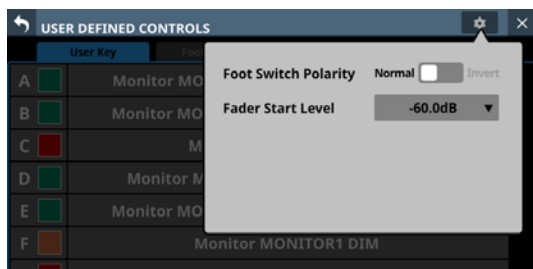 USER DEFINED CONTROLS
User Key Foo
Foot Switch Polarity Normal Invert
Fader Start Level -60.0dB
A Monitor MO
B Monitor MO
C M
D Monitor M
E Monitor MO
F Monitor MONITOR1 DIM